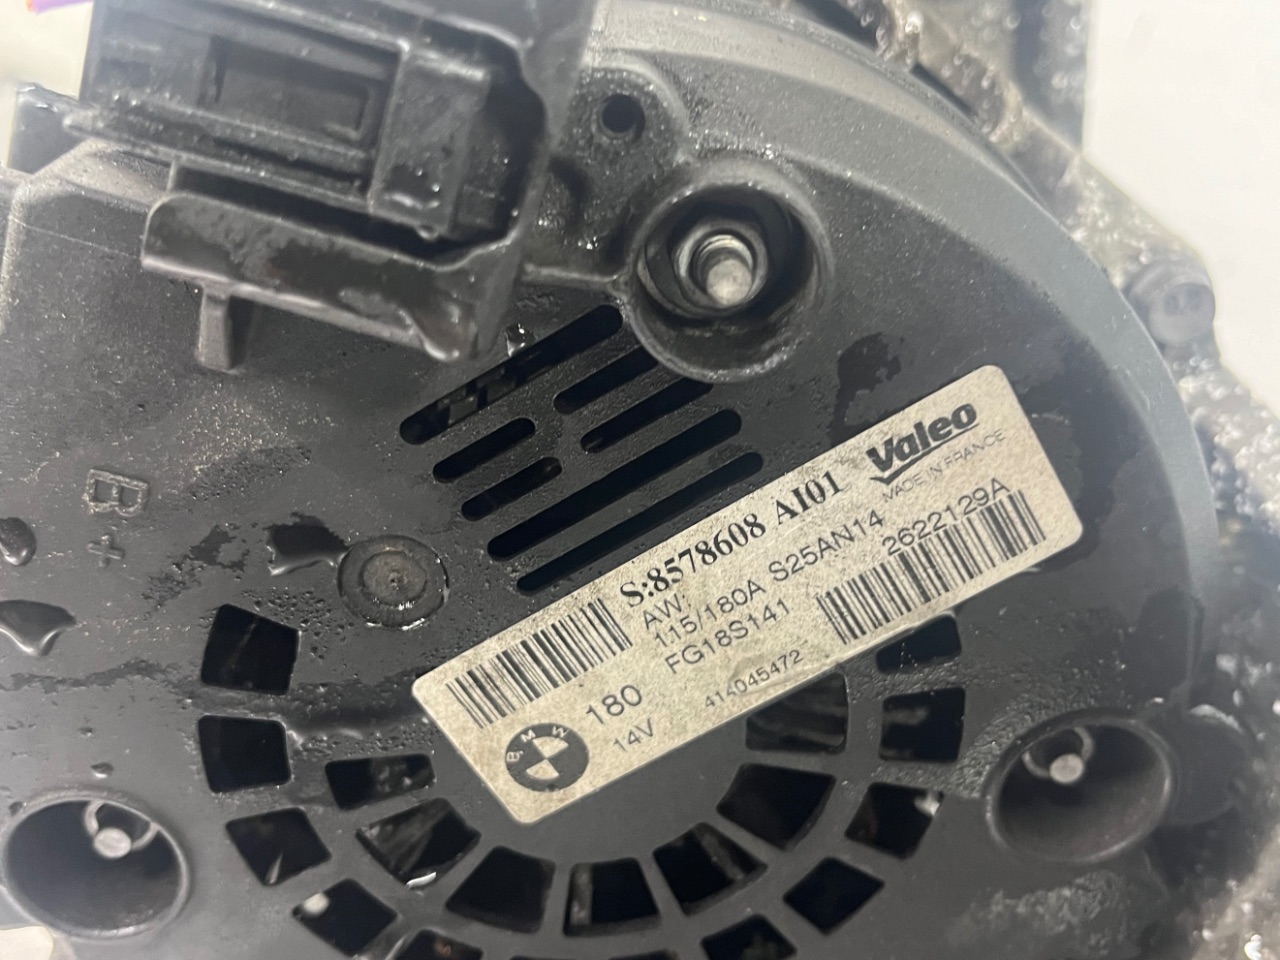 B+
Valeo
MADE IN FRANCE
S:8578608 AI01
AW:
115/180A S25AN14
FG18S141
2622129A
180
14V
414045472
BMW